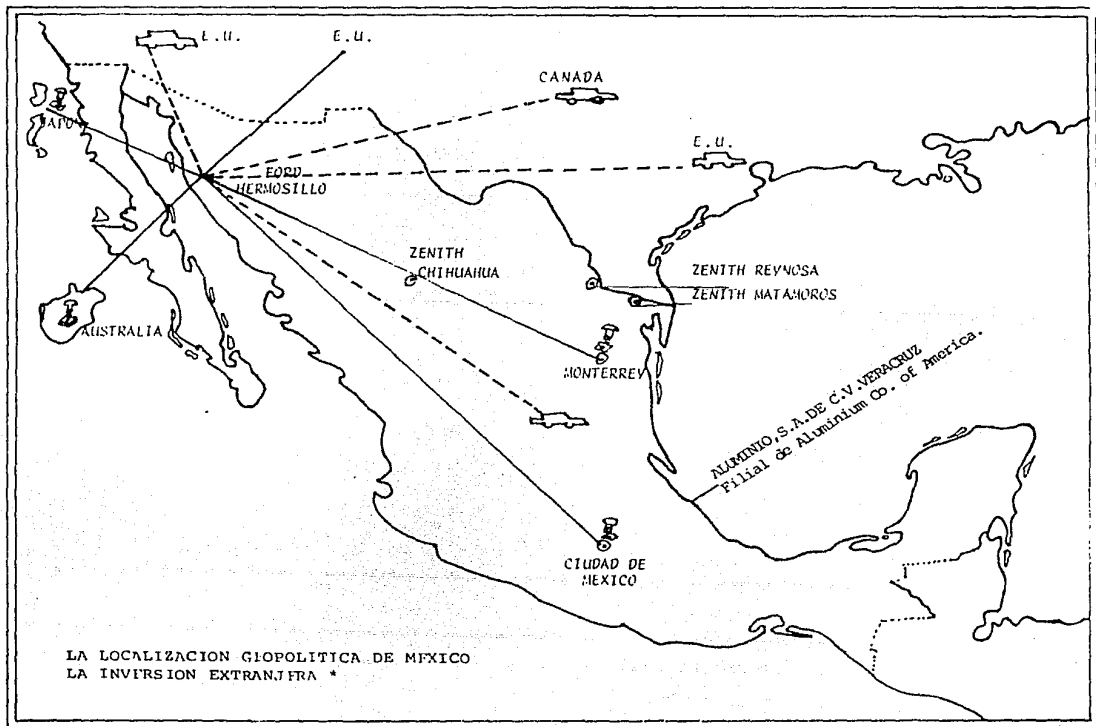 E.U.
E.U.
CANADA
E.U.
JAPON
FORD
HERMOSILLO
ZENITH
CHIHUAHUA
ZENITH REYNOSA
ZENITH MATAMOROS
AUSTRALIA
MONTERREY
ALUMINIO, S.A. DE C.V. VERACRUZ
Filial de Aluminium Co. of America.
CIUDAD DE
MEXICO
LA LOCALIZACION GEOPOLITICA DE MEXICO
LA INVERSION EXTRANJERA *